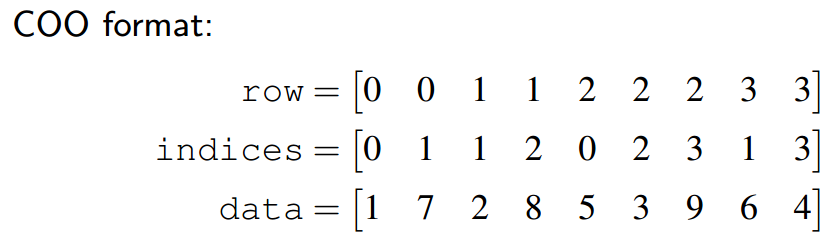 COO format:
row = [0 0 1 1 2 2 2 3 3]
indices = [0 1 1 2 0 2 3 1 3]
data = [1 7 2 8 5 3 9 6 4]